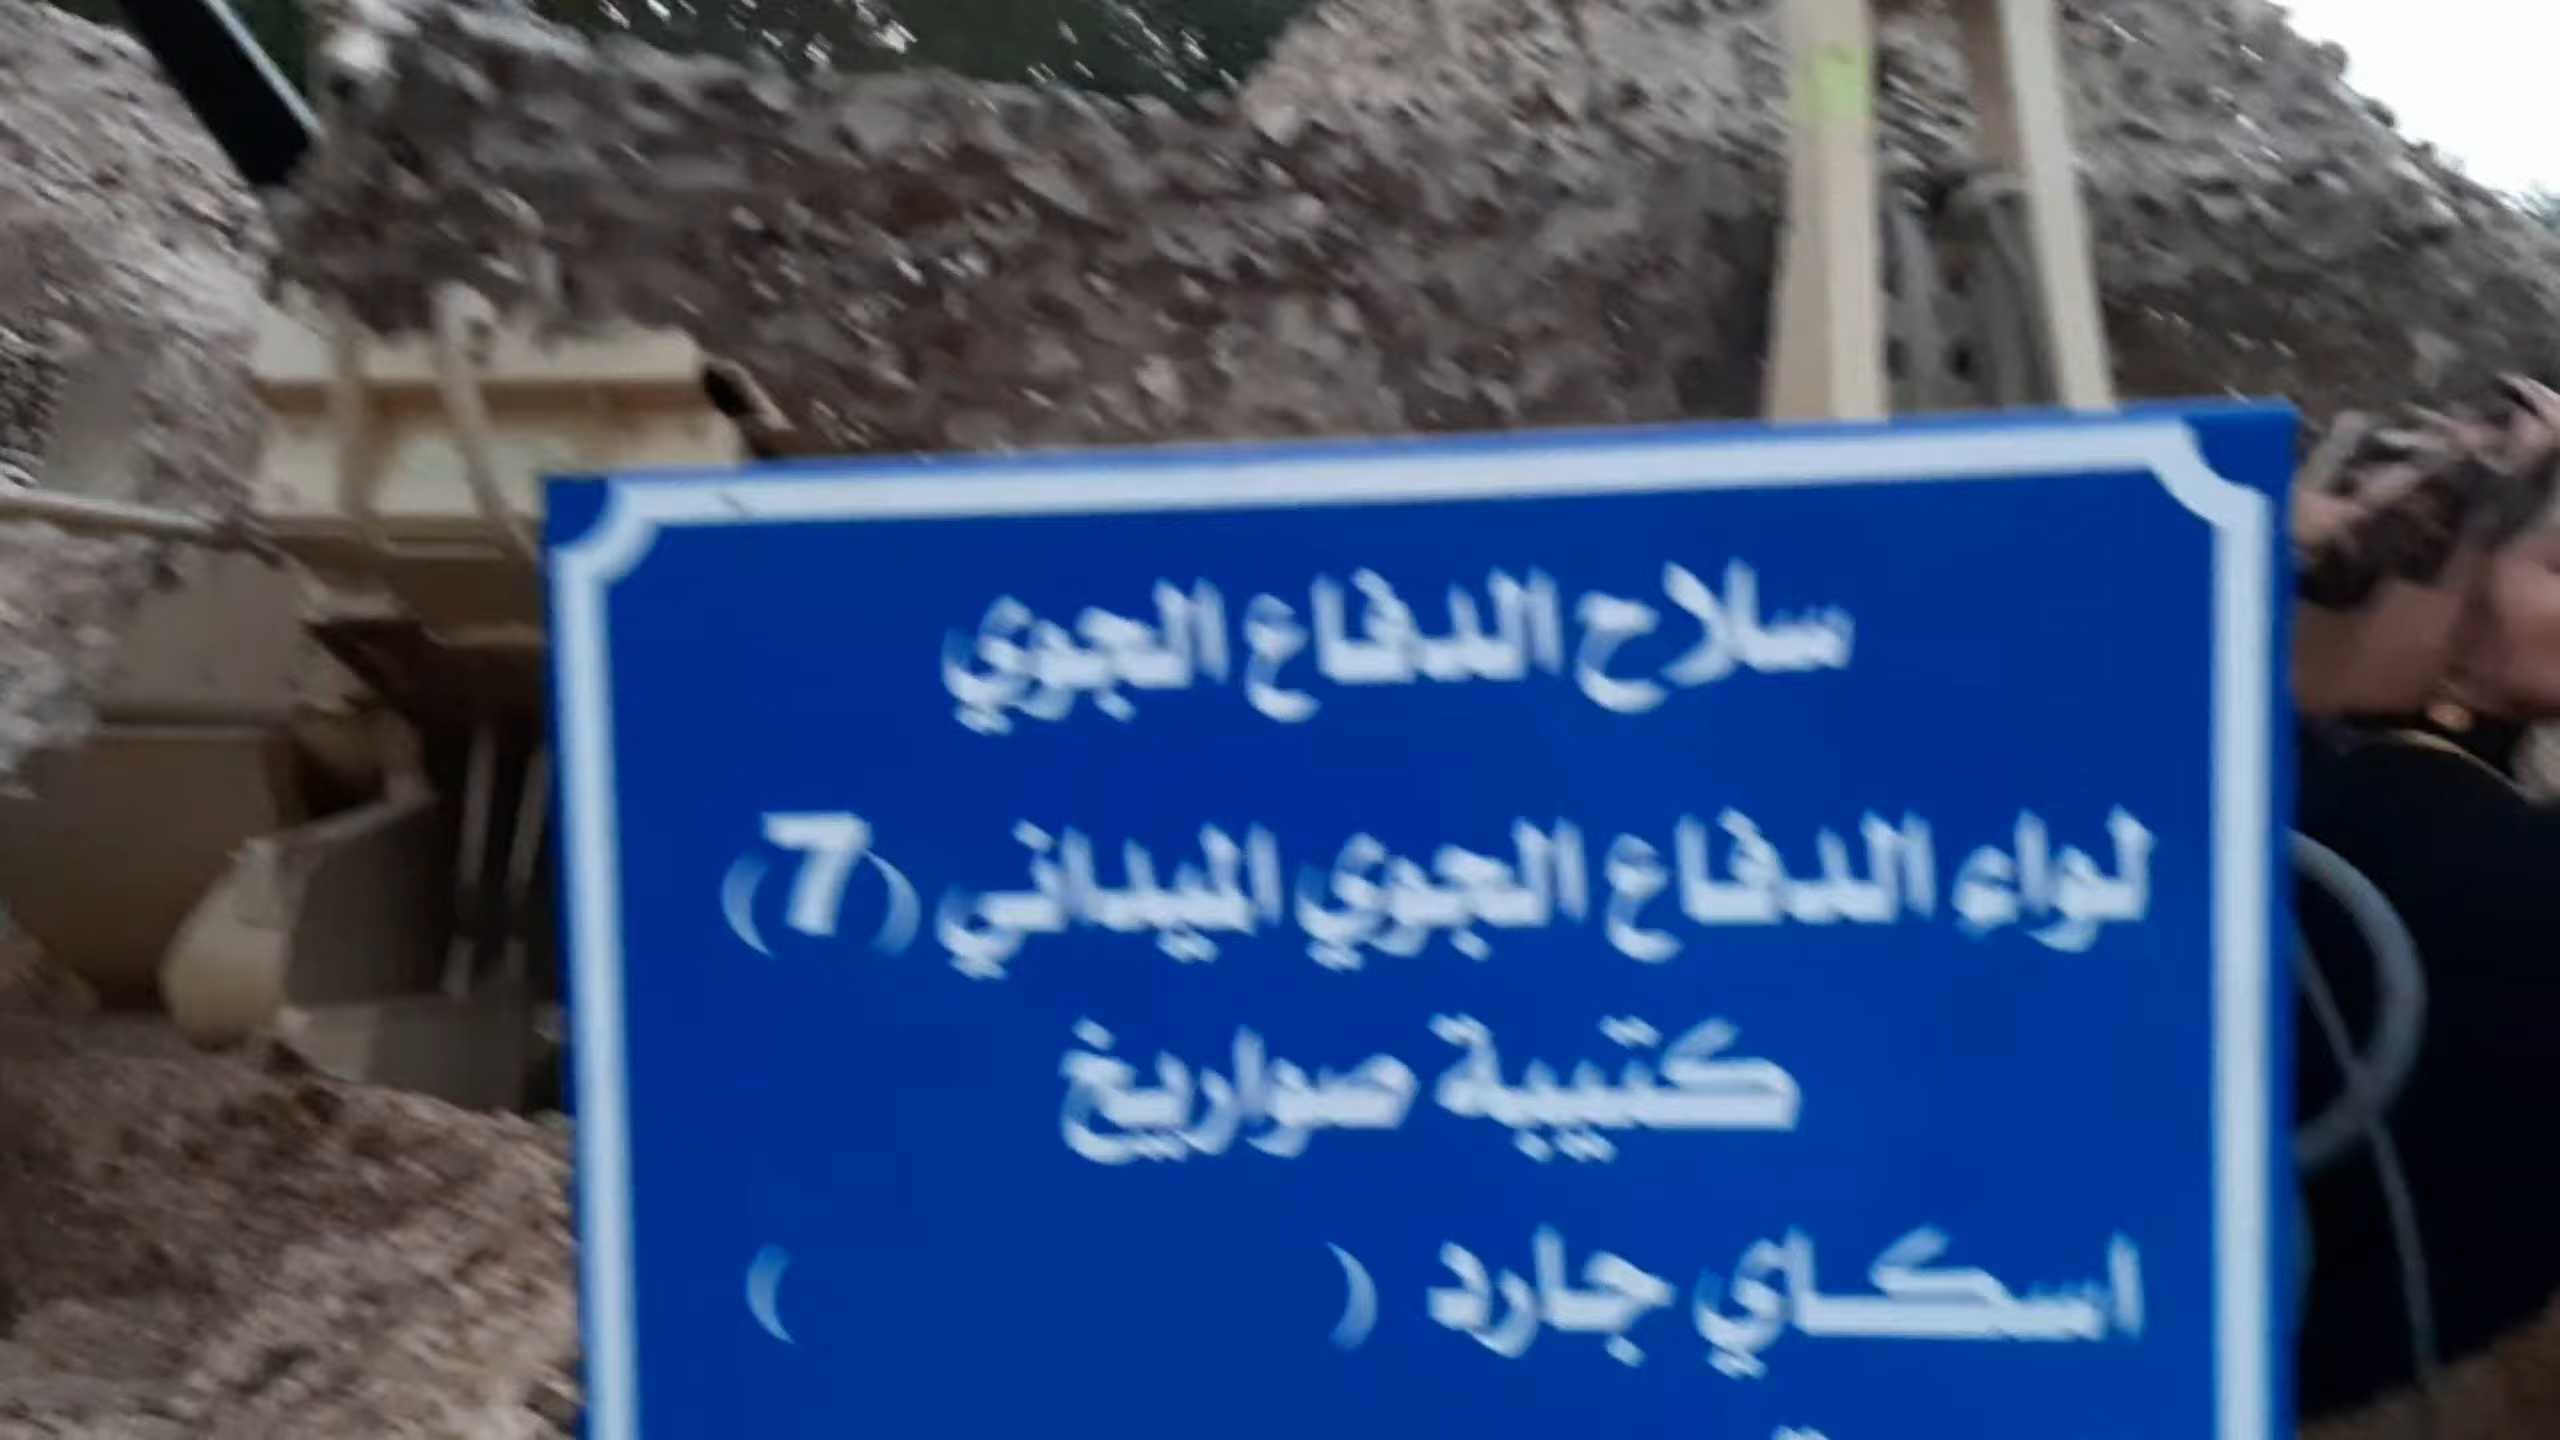 سلاح الدفاع الجوي
لواء الدفاع الجوي الميداني (7)
كتيبة صواريخ
اسكاي جارد ( )